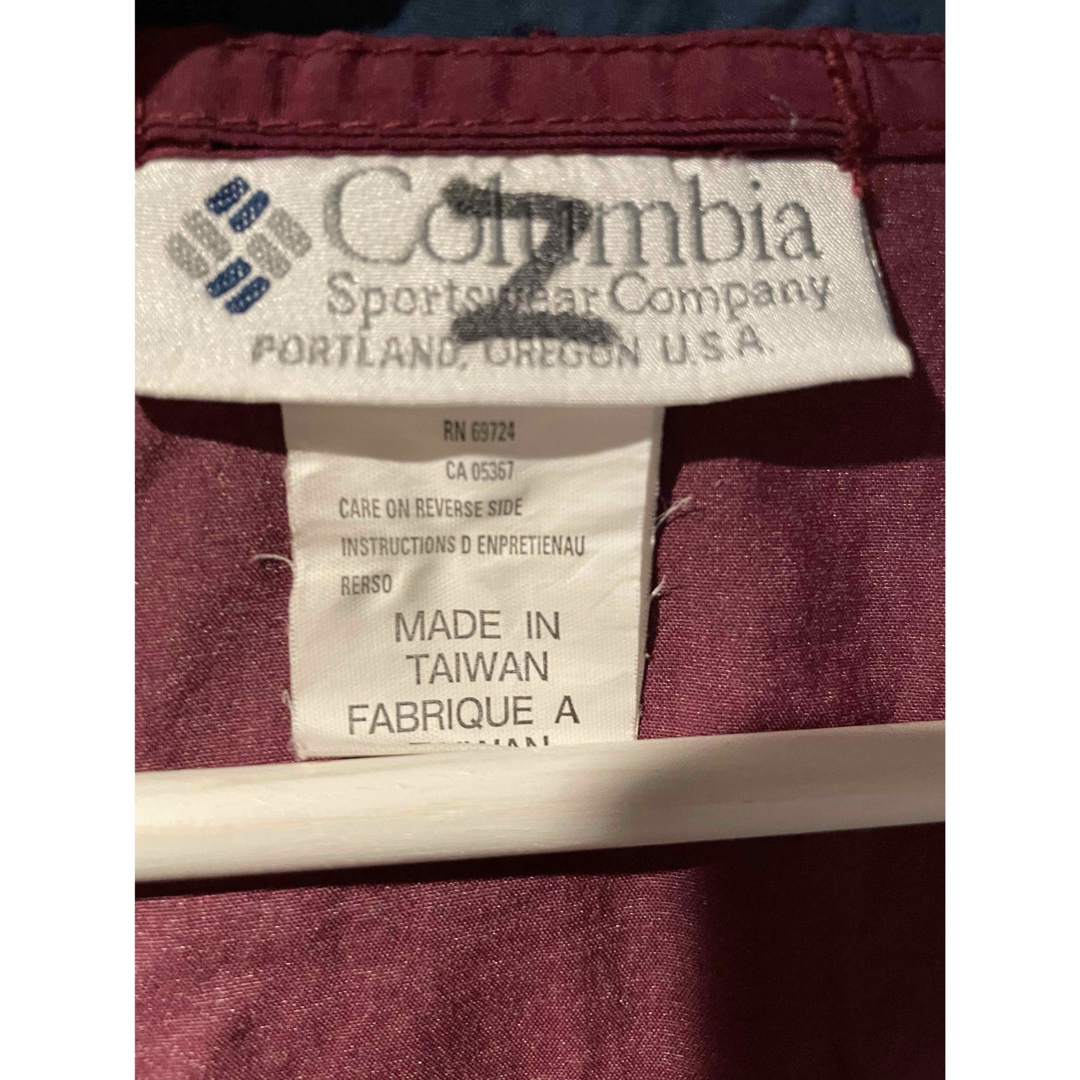 Columbia
Sportswear Company
PORTLAND, OREGON U.S.A.
Z
RN 69724
CA 05367
CARE ON REVERSE SIDE
INSTRUCTIONS D ENPRETIENAU
RERSO
MADE IN
TAIWAN
FABRIQUE A
TAIWAN